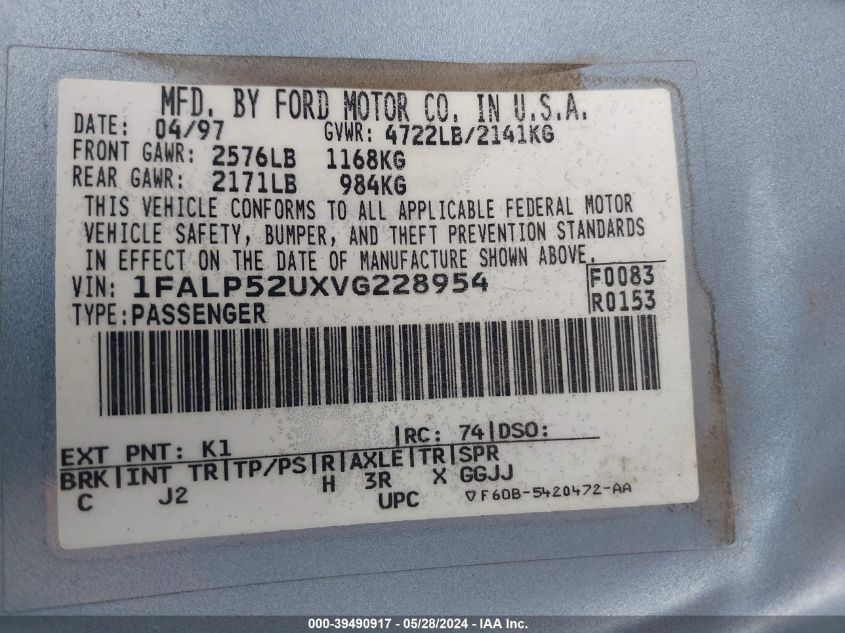 MFD. BY FORD MOTOR CO. IN U.S.A.
DATE: 04/97 GVWR: 4722LB/2141KG
FRONT GAWR: 2576LB 1168KG
REAR GAWR: 2171LB 984KG
THIS VEHICLE CONFORMS TO ALL APPLICABLE FEDERAL MOTOR
VEHICLE SAFETY, BUMPER, AND THEFT PREVENTION STANDARDS
IN EFFECT ON THE DATE OF MANUFACTURE SHOWN ABOVE.
VIN: 1FALP52UXVG228954 F0083
TYPE: PASSENGER R0153
EXT PNT: K1 RC: 74 DSO:
BRK INT TR TP/PS R AXLE TR SPR
C J2 H 3R X GGJJ
UPC ▽F60B-5420472-AA
000-39490917 — 05/28/2024 — IAA Inc.